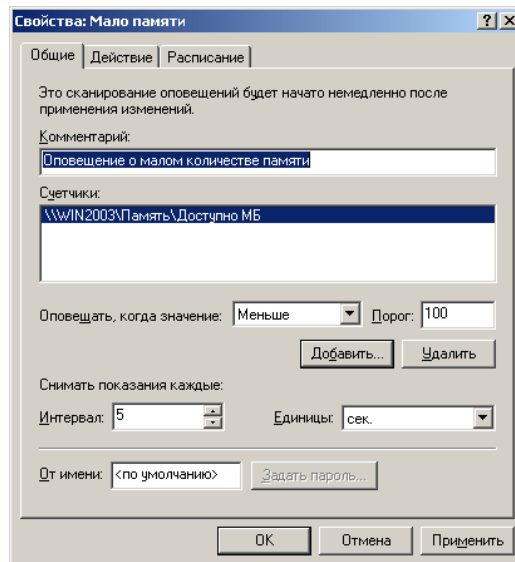 Свойства: Мало памяти
Общие Действие Расписание
Это сканирование оповещений будет начато немедленно после
применения изменений.
Комментарий:
Оповещение о малом количестве памяти
Счетчики:
\\WIN2003\Память\Доступно МБ
Оповещать, когда значение: Меньше Порог: 100
Добавить... Удалить
Снимать показания каждые:
Интервал: 5 Единицы: сек.
От имени: <по умолчанию> Задать пароль...
OK Отмена Применить